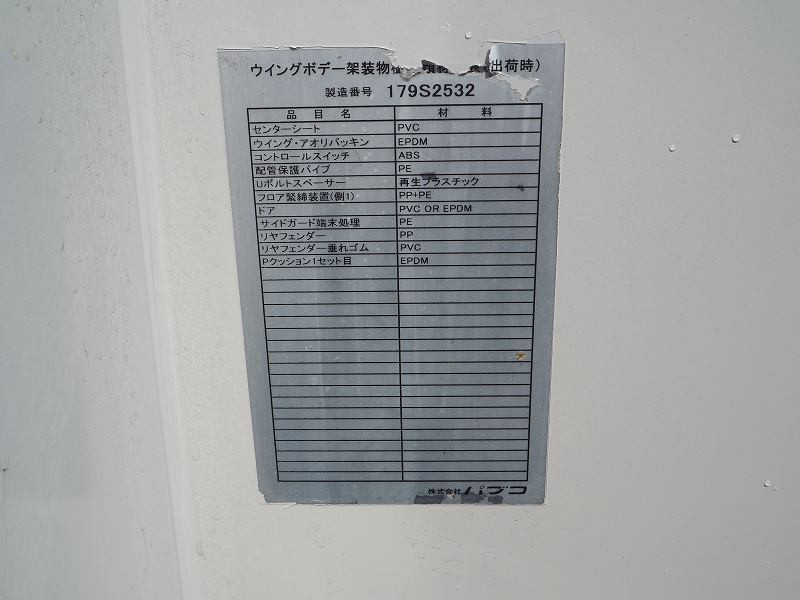 ウイングボデー架装物 出荷時)
製造番号 179S2532
品目名 材料
センターシート PVC
ウイング・アオリパッキン EPDM
コントロールスイッチ ABS
配管保護パイプ PE
Uボルトスペーサー 再生プラスチック
フロア緊締装置(側1) PP+PE
ドア PVC OR EPDM
サイドガード端末処理 PE
リヤフェンダー PP
リヤフェンダー垂れゴム PVC
Pクッション1セット目 EPDM
株式会社パブコ